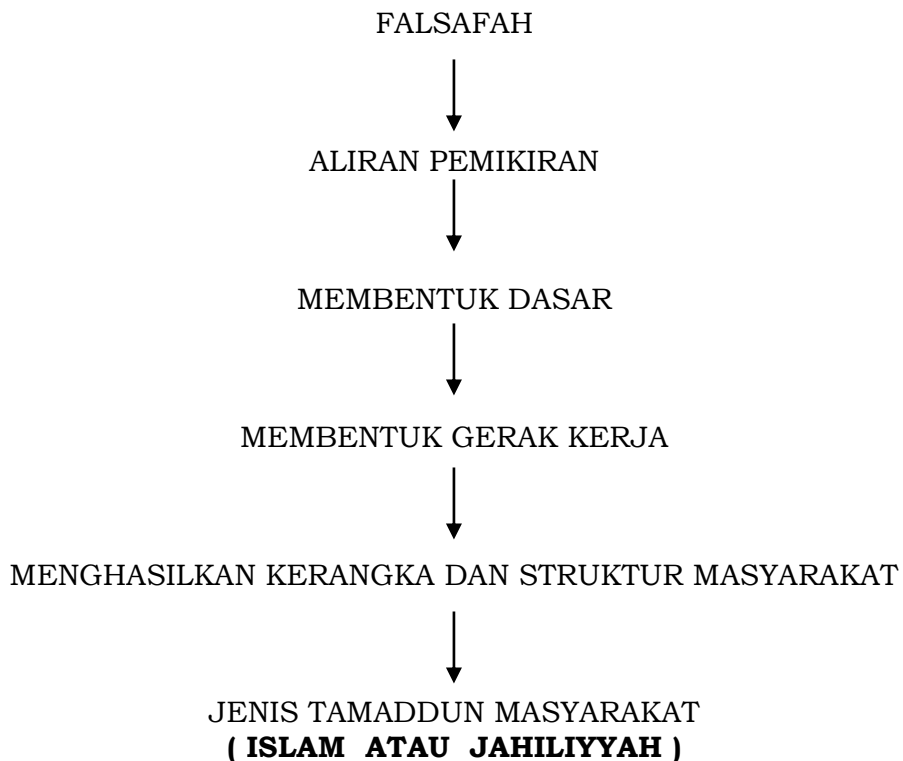 FALSAFAH
ALIRAN PEMIKIRAN
MEMBENTUK DASAR
MEMBENTUK GERAK KERJA
MENGHASILKAN KERANGKA DAN STRUKTUR MASYARAKAT
JENIS TAMADDUN MASYARAKAT
( ISLAM ATAU JAHILIYYAH )